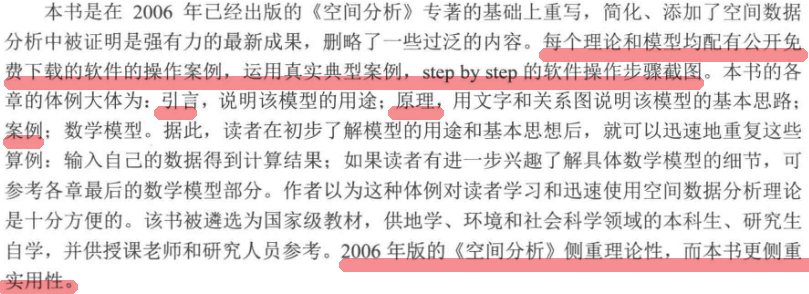 本书是在 2006 年已经出版的《空间分析》专著的基础上重写，简化、添加了空间数据
分析中被证明是强有力的最新成果，删略了一些过泛的内容。每个理论和模型均配有公开免
费下载的软件的操作案例，运用真实典型案例，step by step 的软件操作步骤截图。本书的各
章的体例大体为：引言，说明该模型的用途；原理，用文字和关系图说明该模型的基本思路；
案例；数学模型。据此，读者在初步了解模型的用途和基本思想后，就可以迅速地重复这些
算例：输入自己的数据得到计算结果；如果读者有进一步兴趣了解具体数学模型的细节，可
参考各章最后的数学模型部分。作者以为这种体例对读者学习和迅速使用空间数据分析理论
是十分方便的。该书被遴选为国家级教材，供地学、环境和社会科学领域的本科生、研究生
自学，并供授课老师和研究人员参考。2006 年版的《空间分析》侧重理论性，而本书更侧重
实用性。